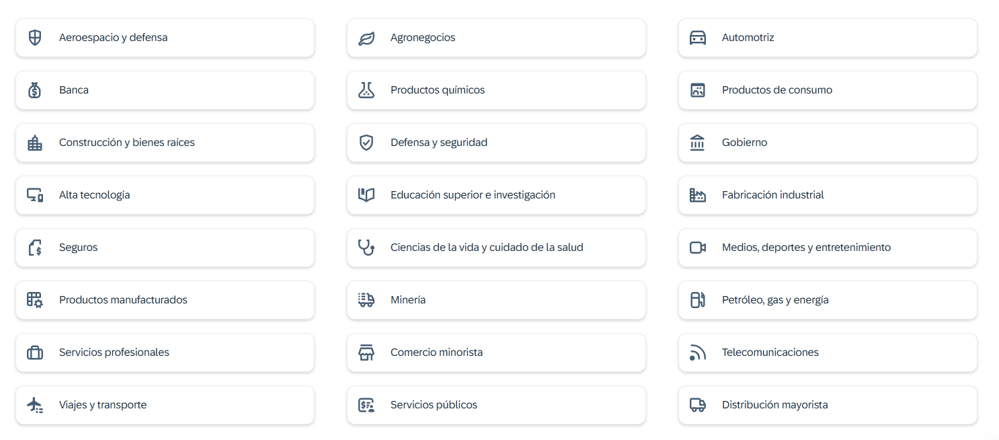 Aeroespacio y defensa
Agronegocios
Automotriz
Banca
Productos químicos
Productos de consumo
Construcción y bienes raíces
Defensa y seguridad
Gobierno
Alta tecnología
Educación superior e investigación
Fabricación industrial
Seguros
Ciencias de la vida y cuidado de la salud
Medios, deportes y entretenimiento
Productos manufacturados
Minería
Petróleo, gas y energía
Servicios profesionales
Comercio minorista
Telecomunicaciones
Viajes y transporte
Servicios públicos
Distribución mayorista